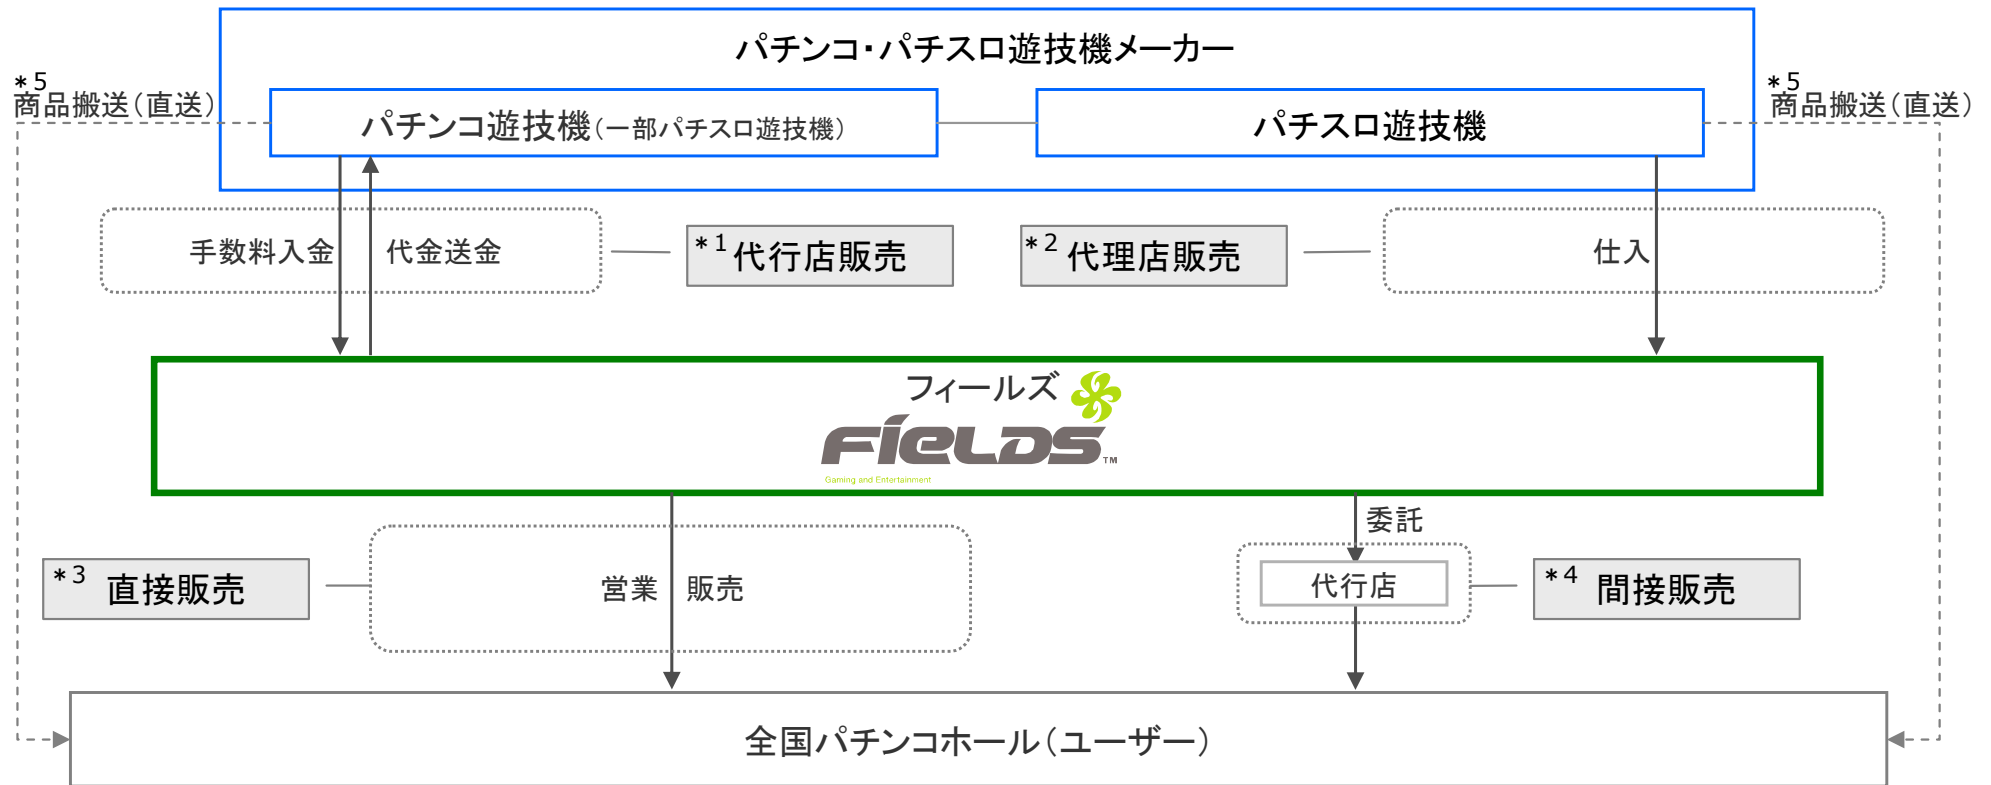 パチンコ・パチスロ遊技機メーカー
*5
商品搬送(直送)
*5
商品搬送(直送)
パチンコ遊技機(一部パチスロ遊技機)
パチスロ遊技機
手数料入金
代金送金
*1 代行店販売
*2 代理店販売
仕入
フィールズ
FIELDS™
Gaming and Entertainment
委託
*3 直接販売
営業
販売
代行店
*4 間接販売
全国パチンコホール(ユーザー)